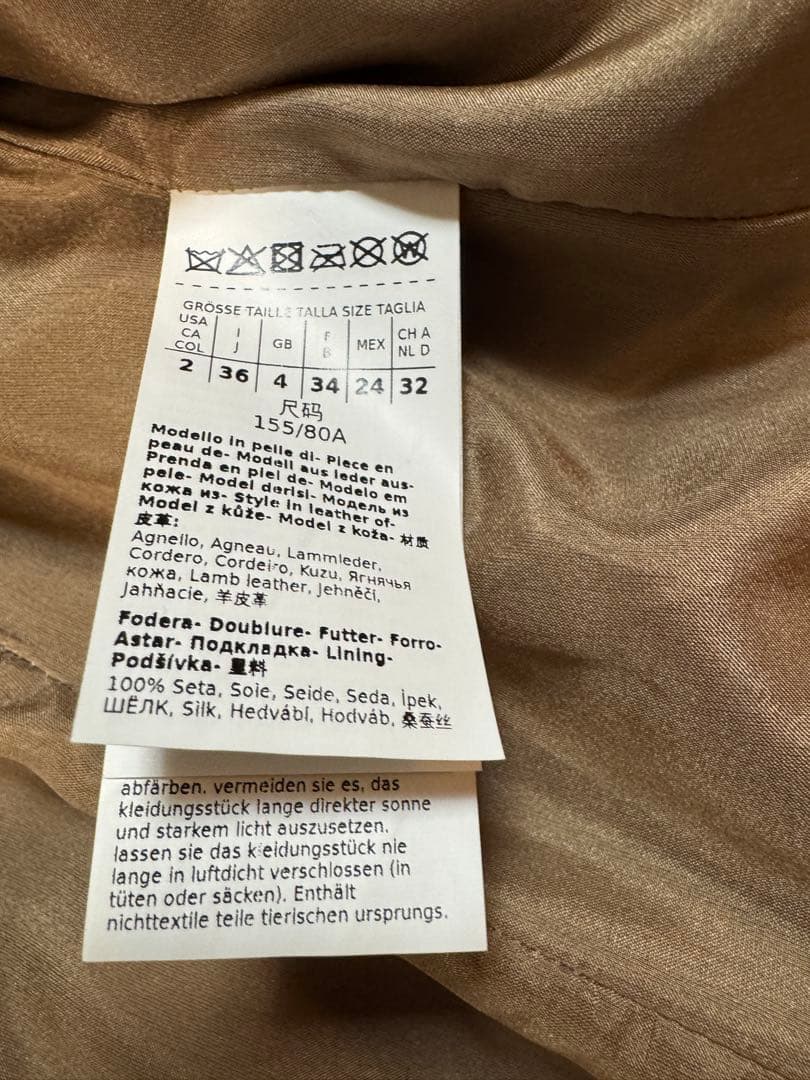 GRÖSSE TAILLE TALLA SIZE TAGLIA
USA CA COL | I J | GB | F B | MEX | CH A NL D
2 | 36 | 4 | 34 | 24 | 32
尺码
155/80A
Modello in pelle di- Piece en
peau de- Modell aus leder aus-
Prenda en piel de- Modelo em
pele- Model derisi- Модель из
кожа из- Style in leather of-
Model z kůže- Model z koža- 材质
皮革:
Agnello, Agneau, Lammleder,
Cordero, Cordeiro, Kuzu, Ягнячья
кожа, Lamb leather, Jehněčí,
Jahňacie, 羊皮革
Fodera- Doublure- Futter- Forro-
Astar- Подкладка- Lining-
Podšívka- 里料
100% Seta, Soie, Seide, Seda, İpek,
ШЁЛК, Silk, Hedvábí, Hodváb, 桑蚕丝
abfärben. vermeiden sie es, das
kleidungsstück lange direkter sonne
und starkem licht auszusetzen.
lassen sie das kleidungsstück nie
lange in luftdicht verschlossen (in
tüten oder säcken). Enthält
nichttextile teile tierischen ursprungs.